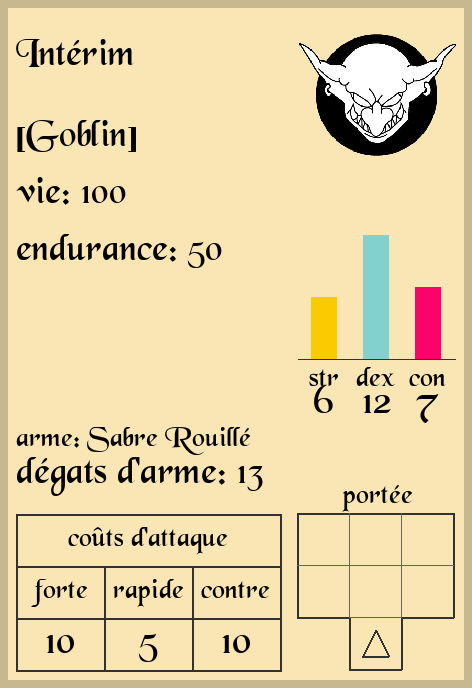 Intérim
[Goblin]
vie: 100
endurance: 50
str dex con
6 12 7
arme: Sabre Rouillé
dégats d'arme: 13
portée
coûts d'attaque
forte rapide contre
10 5 10